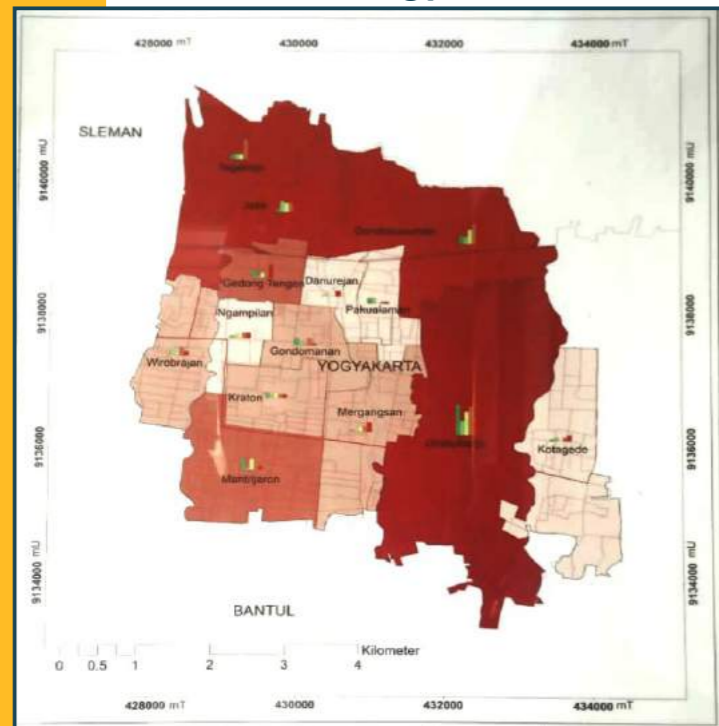 428000 mT 430000 432000 434000 mT
SLEMAN
9140000 mU
9140000 mU
Tegalrejo
Jetis
Gondokusuman
Gedong Tengen
Danurejan
Ngampilan
Pakualaman
9138000
9138000
Wirobrajan
Gondomanan
YOGYAKARTA
Kraton
Mergangsan
Kotagede
9136000
9136000
Mantrijeron
9134000 mU
9134000 mU
BANTUL
Kilometer
0 0.5 1 2 3 4
428000 mT 430000 432000 434000 mT